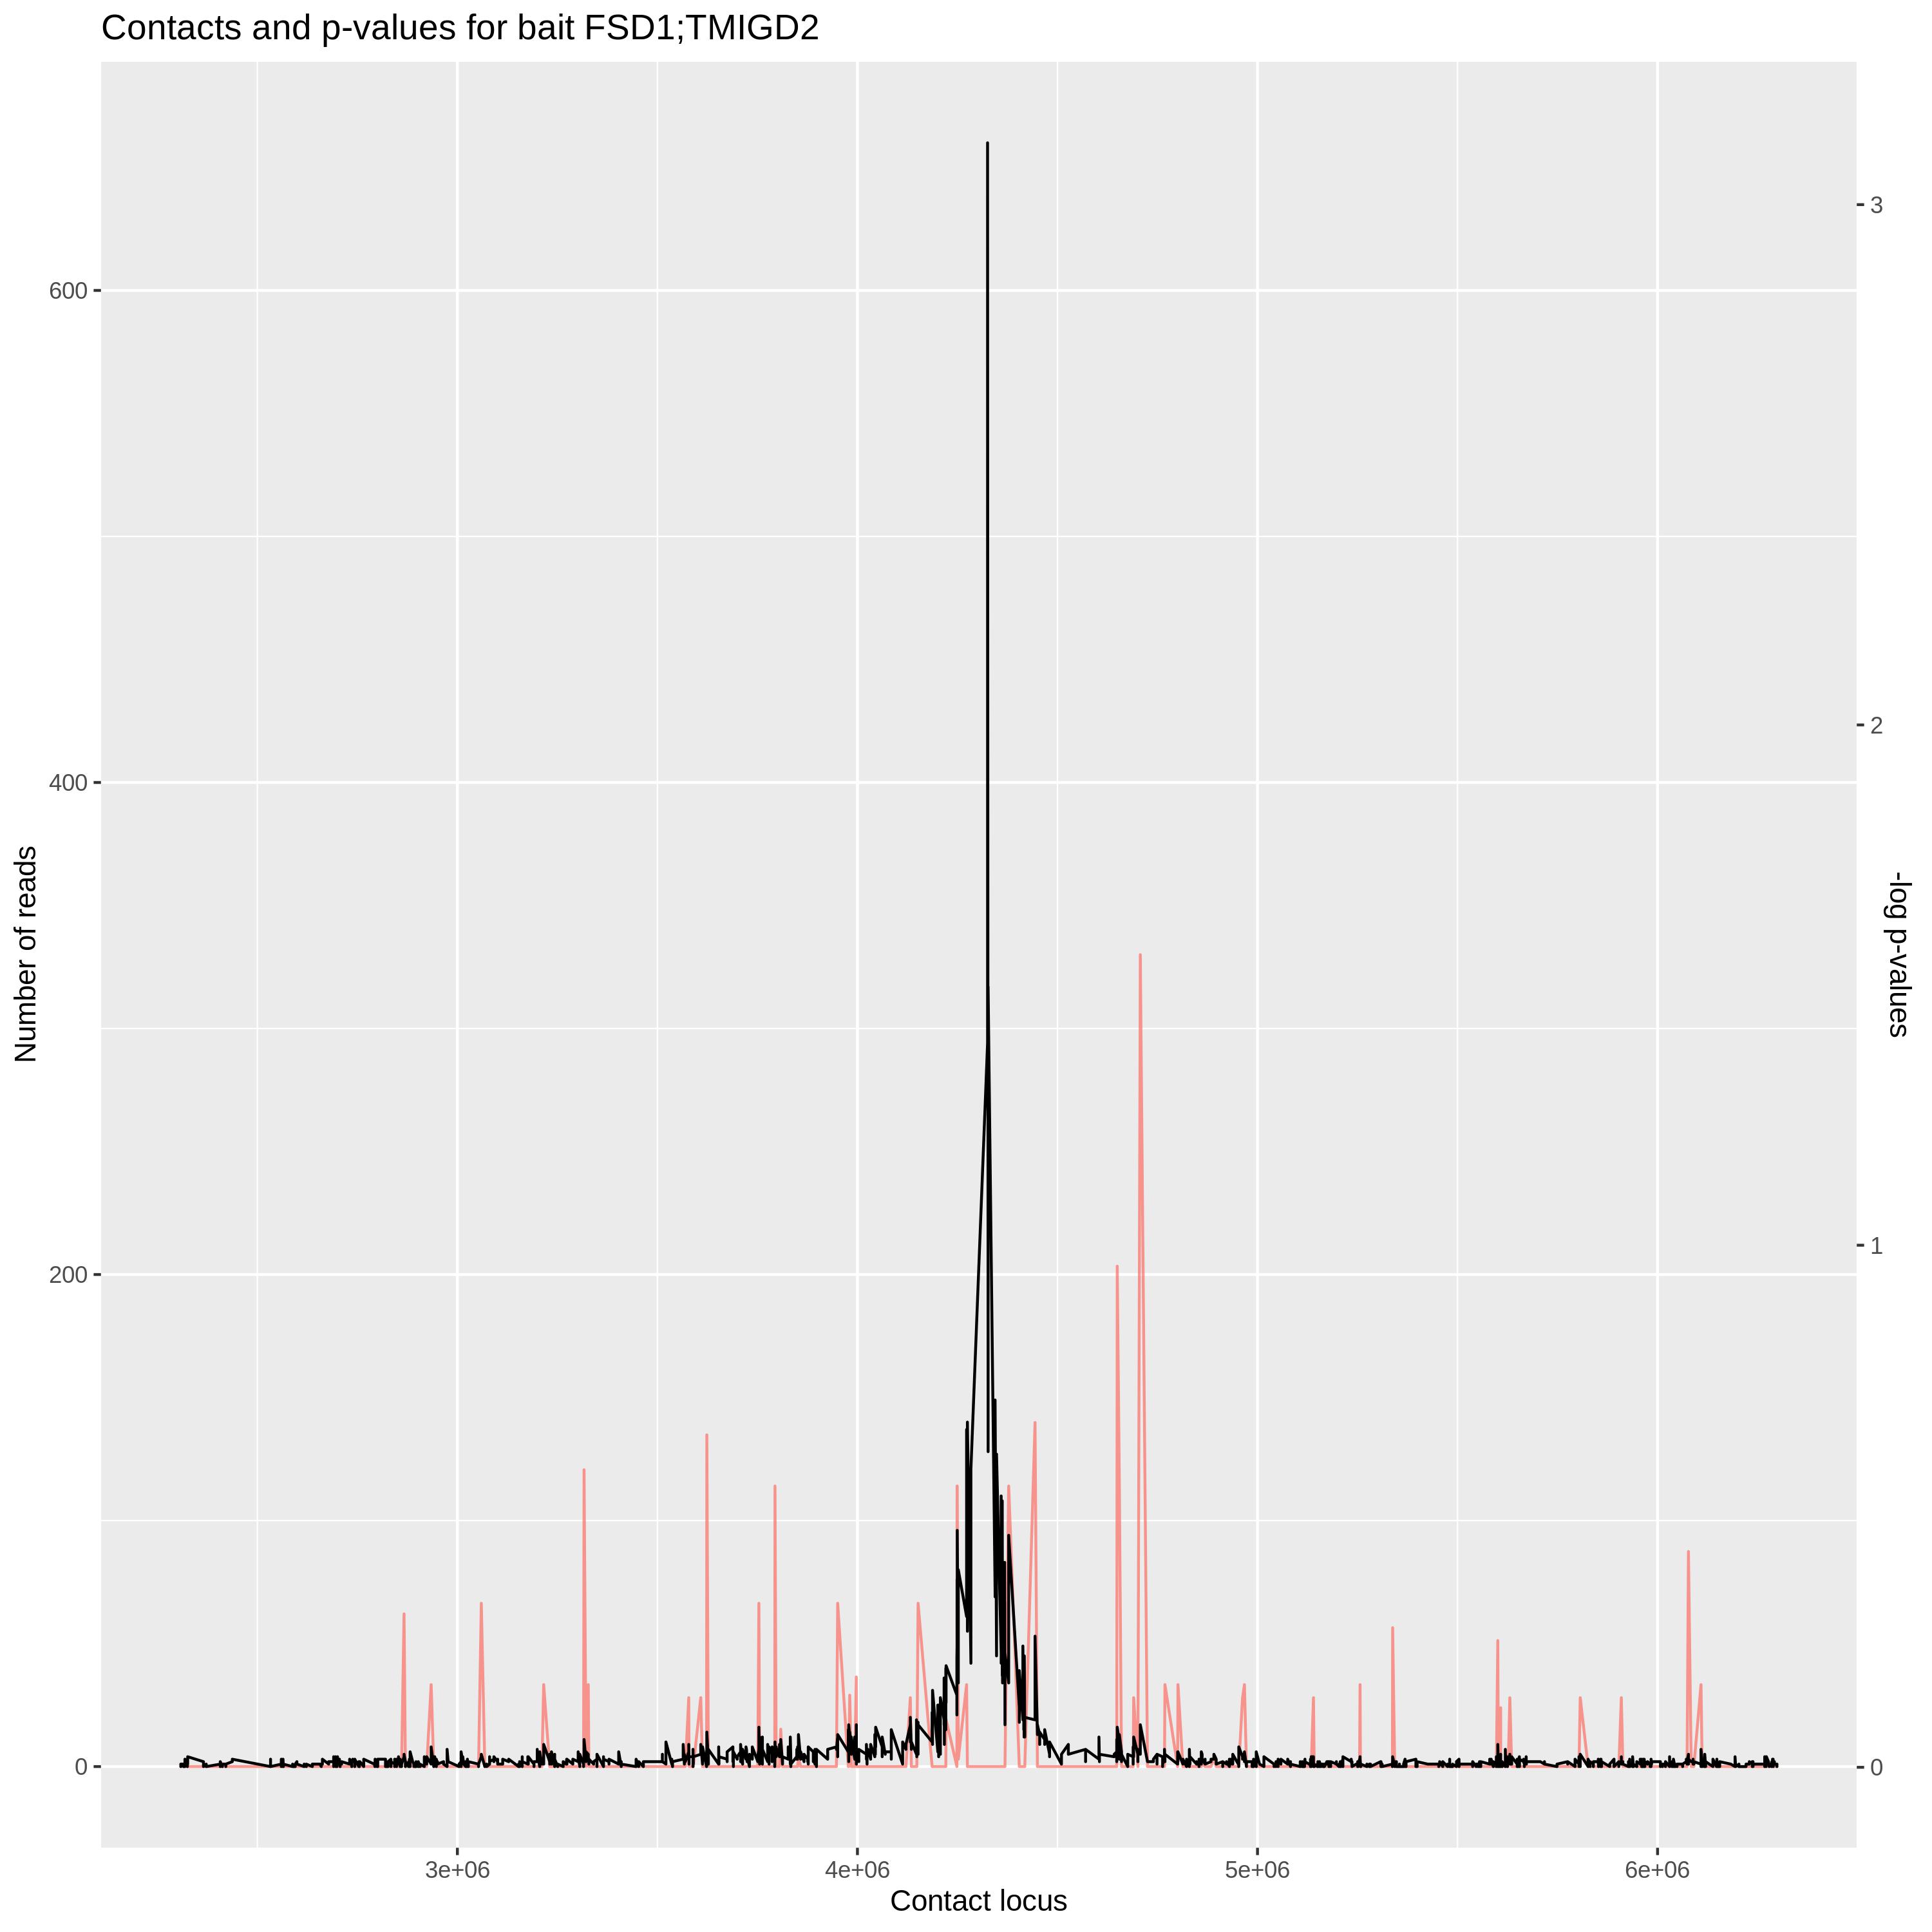 Contacts and p-values for bait FSD1;TMIGD2
Number of reads
600
400
200
0
3
2
1
0
-log p-values
3e+06
4e+06
5e+06
6e+06
Contact locus